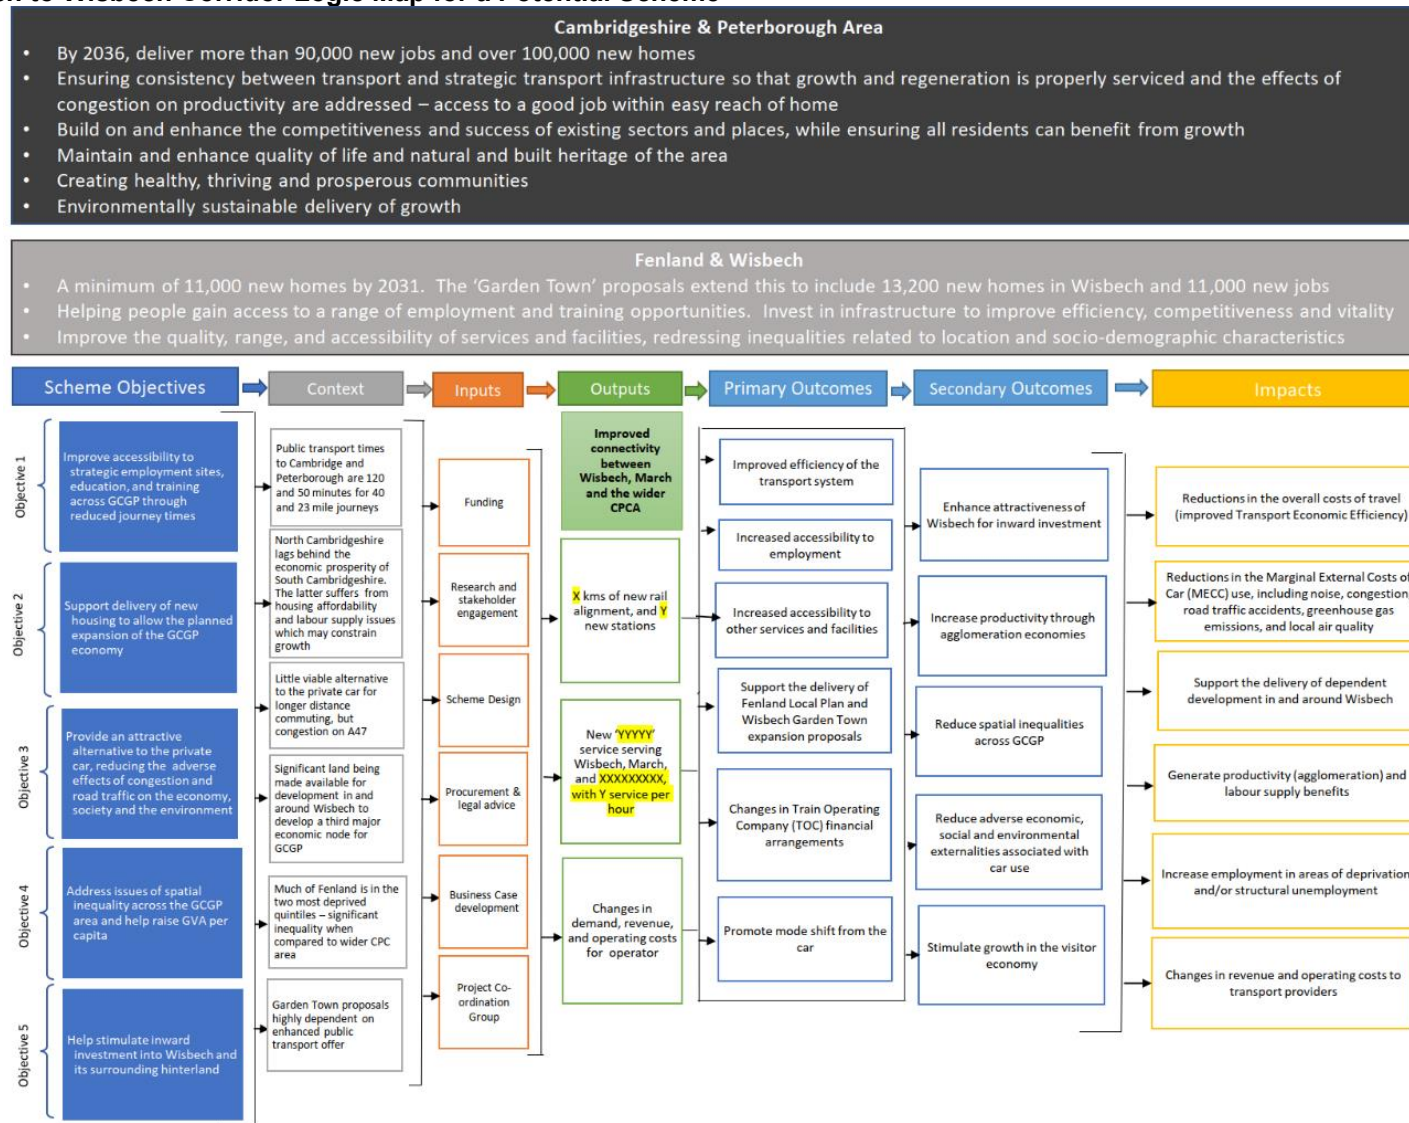 to Wisbech Corridor Logic Map for a Potential Scheme
Cambridgeshire & Peterborough Area
• By 2036, deliver more than 90,000 new jobs and over 100,000 new homes
• Ensuring consistency between transport and strategic transport infrastructure so that growth and regeneration is properly serviced and the effects of
congestion on productivity are addressed – access to a good job within easy reach of home
• Build on and enhance the competitiveness and success of existing sectors and places, while ensuring all residents can benefit from growth
• Maintain and enhance quality of life and natural and built heritage of the area
• Creating healthy, thriving and prosperous communities
• Environmentally sustainable delivery of growth
Fenland & Wisbech
• A minimum of 11,000 new homes by 2031. The ‘Garden Town’ proposals extend this to include 13,200 new homes in Wisbech and 11,000 new jobs
• Helping people gain access to a range of employment and training opportunities. Invest in infrastructure to improve efficiency, competitiveness and vitality
• Improve the quality, range, and accessibility of services and facilities, redressing inequalities related to location and socio-demographic characteristics
Scheme Objectives
Context
Inputs
Outputs
Primary Outcomes
Secondary Outcomes
Impacts
Objective 1
Improve accessibility to
strategic employment sites,
education, and training
across GCGP through
reduced journey times
Objective 2
Support delivery of new
housing to allow the planned
expansion of the GCGP
economy
Objective 3
Provide an attractive
alternative to the private
car, reducing the adverse
effects of congestion and
road traffic on the economy,
society and the environment
Objective 4
Address issues of spatial
inequality across the GCGP
area and help raise GVA per
capita
Objective 5
Help stimulate inward
investment into Wisbech and
its surrounding hinterland
Public transport times
to Cambridge and
Peterborough are 120
and 50 minutes for 40
and 23 mile journeys
North Cambridgeshire
lags behind the
economic prosperity of
South Cambridgeshire.
The latter suffers from
housing affordability
and labour supply issues
which may constrain
growth
Little viable alternative
to the private car for
longer distance
commuting, but
congestion on A47
Significant land being
made available for
development in and
around Wisbech to
develop a third major
economic node for
GCGP
Much of Fenland is in the
two most deprived
quintiles – significant
inequality when
compared to wider CPC
area
Garden Town proposals
highly dependent on
enhanced public
transport offer
Funding
Research and
stakeholder
engagement
Scheme Design
Procurement &
legal advice
Business Case
development
Project Co-
ordination
Group
Improved
connectivity
between
Wisbech, March
and the wider
CPCA
X kms of new rail
alignment, and Y
new stations
New ‘YYYYY’
service serving
Wisbech, March,
and XXXXXXXXX,
with Y service per
hour
Changes in
demand, revenue,
and operating costs
for operator
Improved efficiency of the
transport system
Increased accessibility to
employment
Increased accessibility to
other services and facilities
Support the delivery of
Fenland Local Plan and
Wisbech Garden Town
expansion proposals
Changes in Train Operating
Company (TOC) financial
arrangements
Promote mode shift from the
car
Enhance attractiveness of
Wisbech for inward investment
Increase productivity through
agglomeration economies
Reduce spatial inequalities
across GCGP
Reduce adverse economic,
social and environmental
externalities associated with
car use
Stimulate growth in the visitor
economy
Reductions in the overall costs of travel
(improved Transport Economic Efficiency)
Reductions in the Marginal External Costs of
Car (MECC) use, including noise, congestion,
road traffic accidents, greenhouse gas
emissions, and local air quality
Support the delivery of dependent
development in and around Wisbech
Generate productivity (agglomeration) and
labour supply benefits
Increase employment in areas of deprivation
and/or structural unemployment
Changes in revenue and operating costs to
transport providers